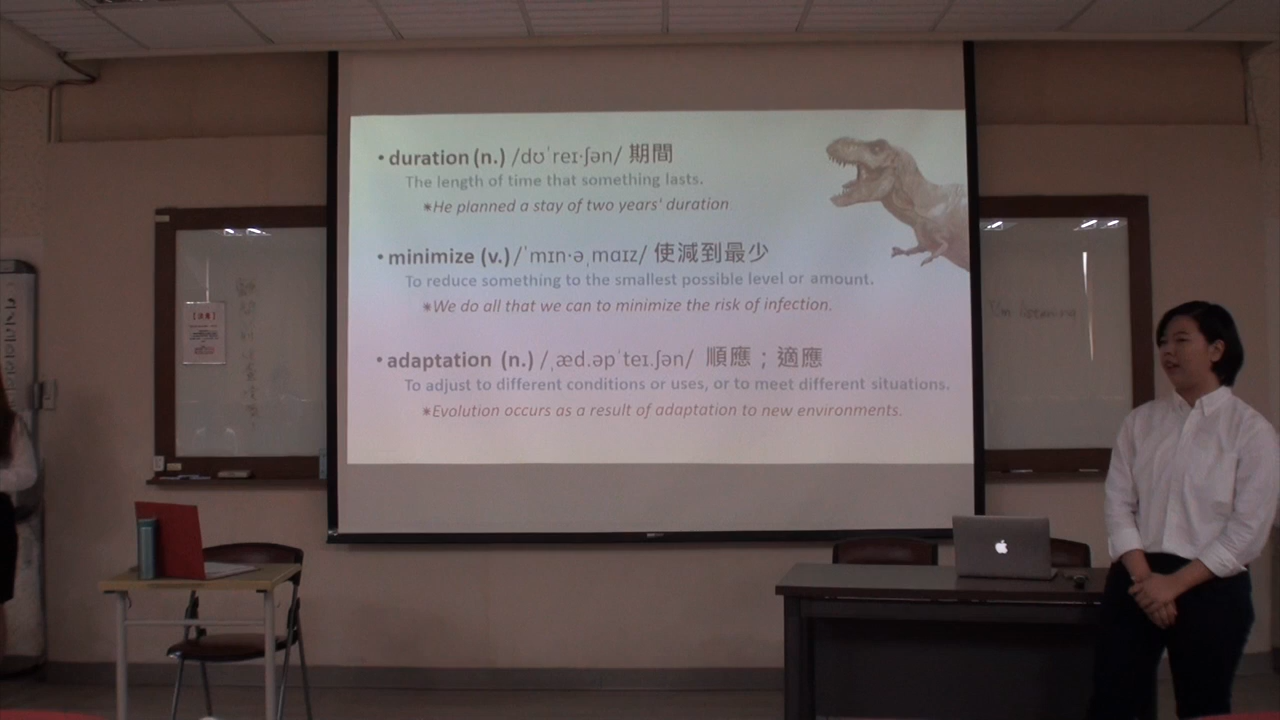 • duration (n.) /dʊˈreɪ·ʃən/ 期間
The length of time that something lasts.
✷He planned a stay of two years' duration
• minimize (v.) /ˈmɪn·əˌmɑɪz/ 使減到最少
To reduce something to the smallest possible level or amount.
✷We do all that we can to minimize the risk of infection.
• adaptation (n.) /ˌæd.əpˈteɪ.ʃən/ 順應；適應
To adjust to different conditions or uses, or to meet different situations.
✷Evolution occurs as a result of adaptation to new environments.
I'm listening